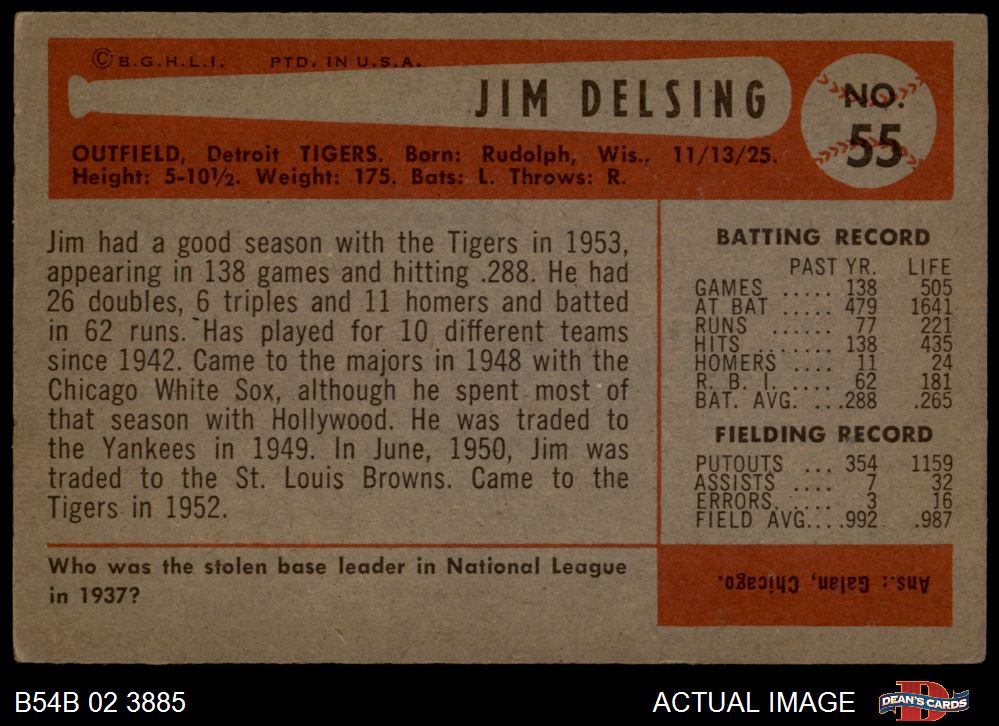 © B.G.H.L.I. PTD. IN U.S.A.
JIM DELSING
NO.
55
OUTFIELD, Detroit TIGERS. Born: Rudolph, Wis., 11/13/25.
Height: 5-10½. Weight: 175. Bats: L. Throws: R.
Jim had a good season with the Tigers in 1953,
appearing in 138 games and hitting .288. He had
26 doubles, 6 triples and 11 homers and batted
in 62 runs. Has played for 10 different teams
since 1942. Came to the majors in 1948 with the
Chicago White Sox, although he spent most of
that season with Hollywood. He was traded to
the Yankees in 1949. In June, 1950, Jim was
traded to the St. Louis Browns. Came to the
Tigers in 1952.
BATTING RECORD
PAST YR. LIFE
GAMES ..... 138 505
AT BAT ..... 479 1641
RUNS ...... 77 221
HITS ........ 138 435
HOMERS .... 11 24
R. B. I. .... 62 181
BAT. AVG. ...288 .265
FIELDING RECORD
PUTOUTS ... 354 1159
ASSISTS .... 7 32
ERRORS..... 3 16
FIELD AVG....992 .987
Who was the stolen base leader in National League
in 1937?
Ans.: Galan, Chicago.
B54B 02 3885
ACTUAL IMAGE
D
DEAN'S CARDS